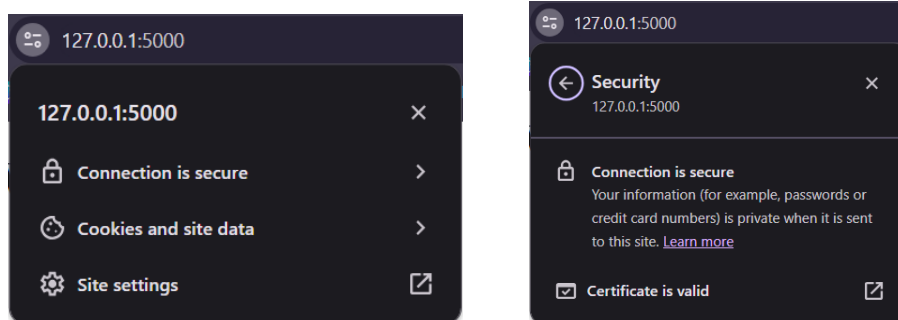 127.0.0.1:5000
127.0.0.1:5000
Connection is secure
Cookies and site data
Site settings
127.0.0.1:5000
Security
127.0.0.1:5000
Connection is secure
Your information (for example, passwords or
credit card numbers) is private when it is sent
to this site. Learn more
Certificate is valid